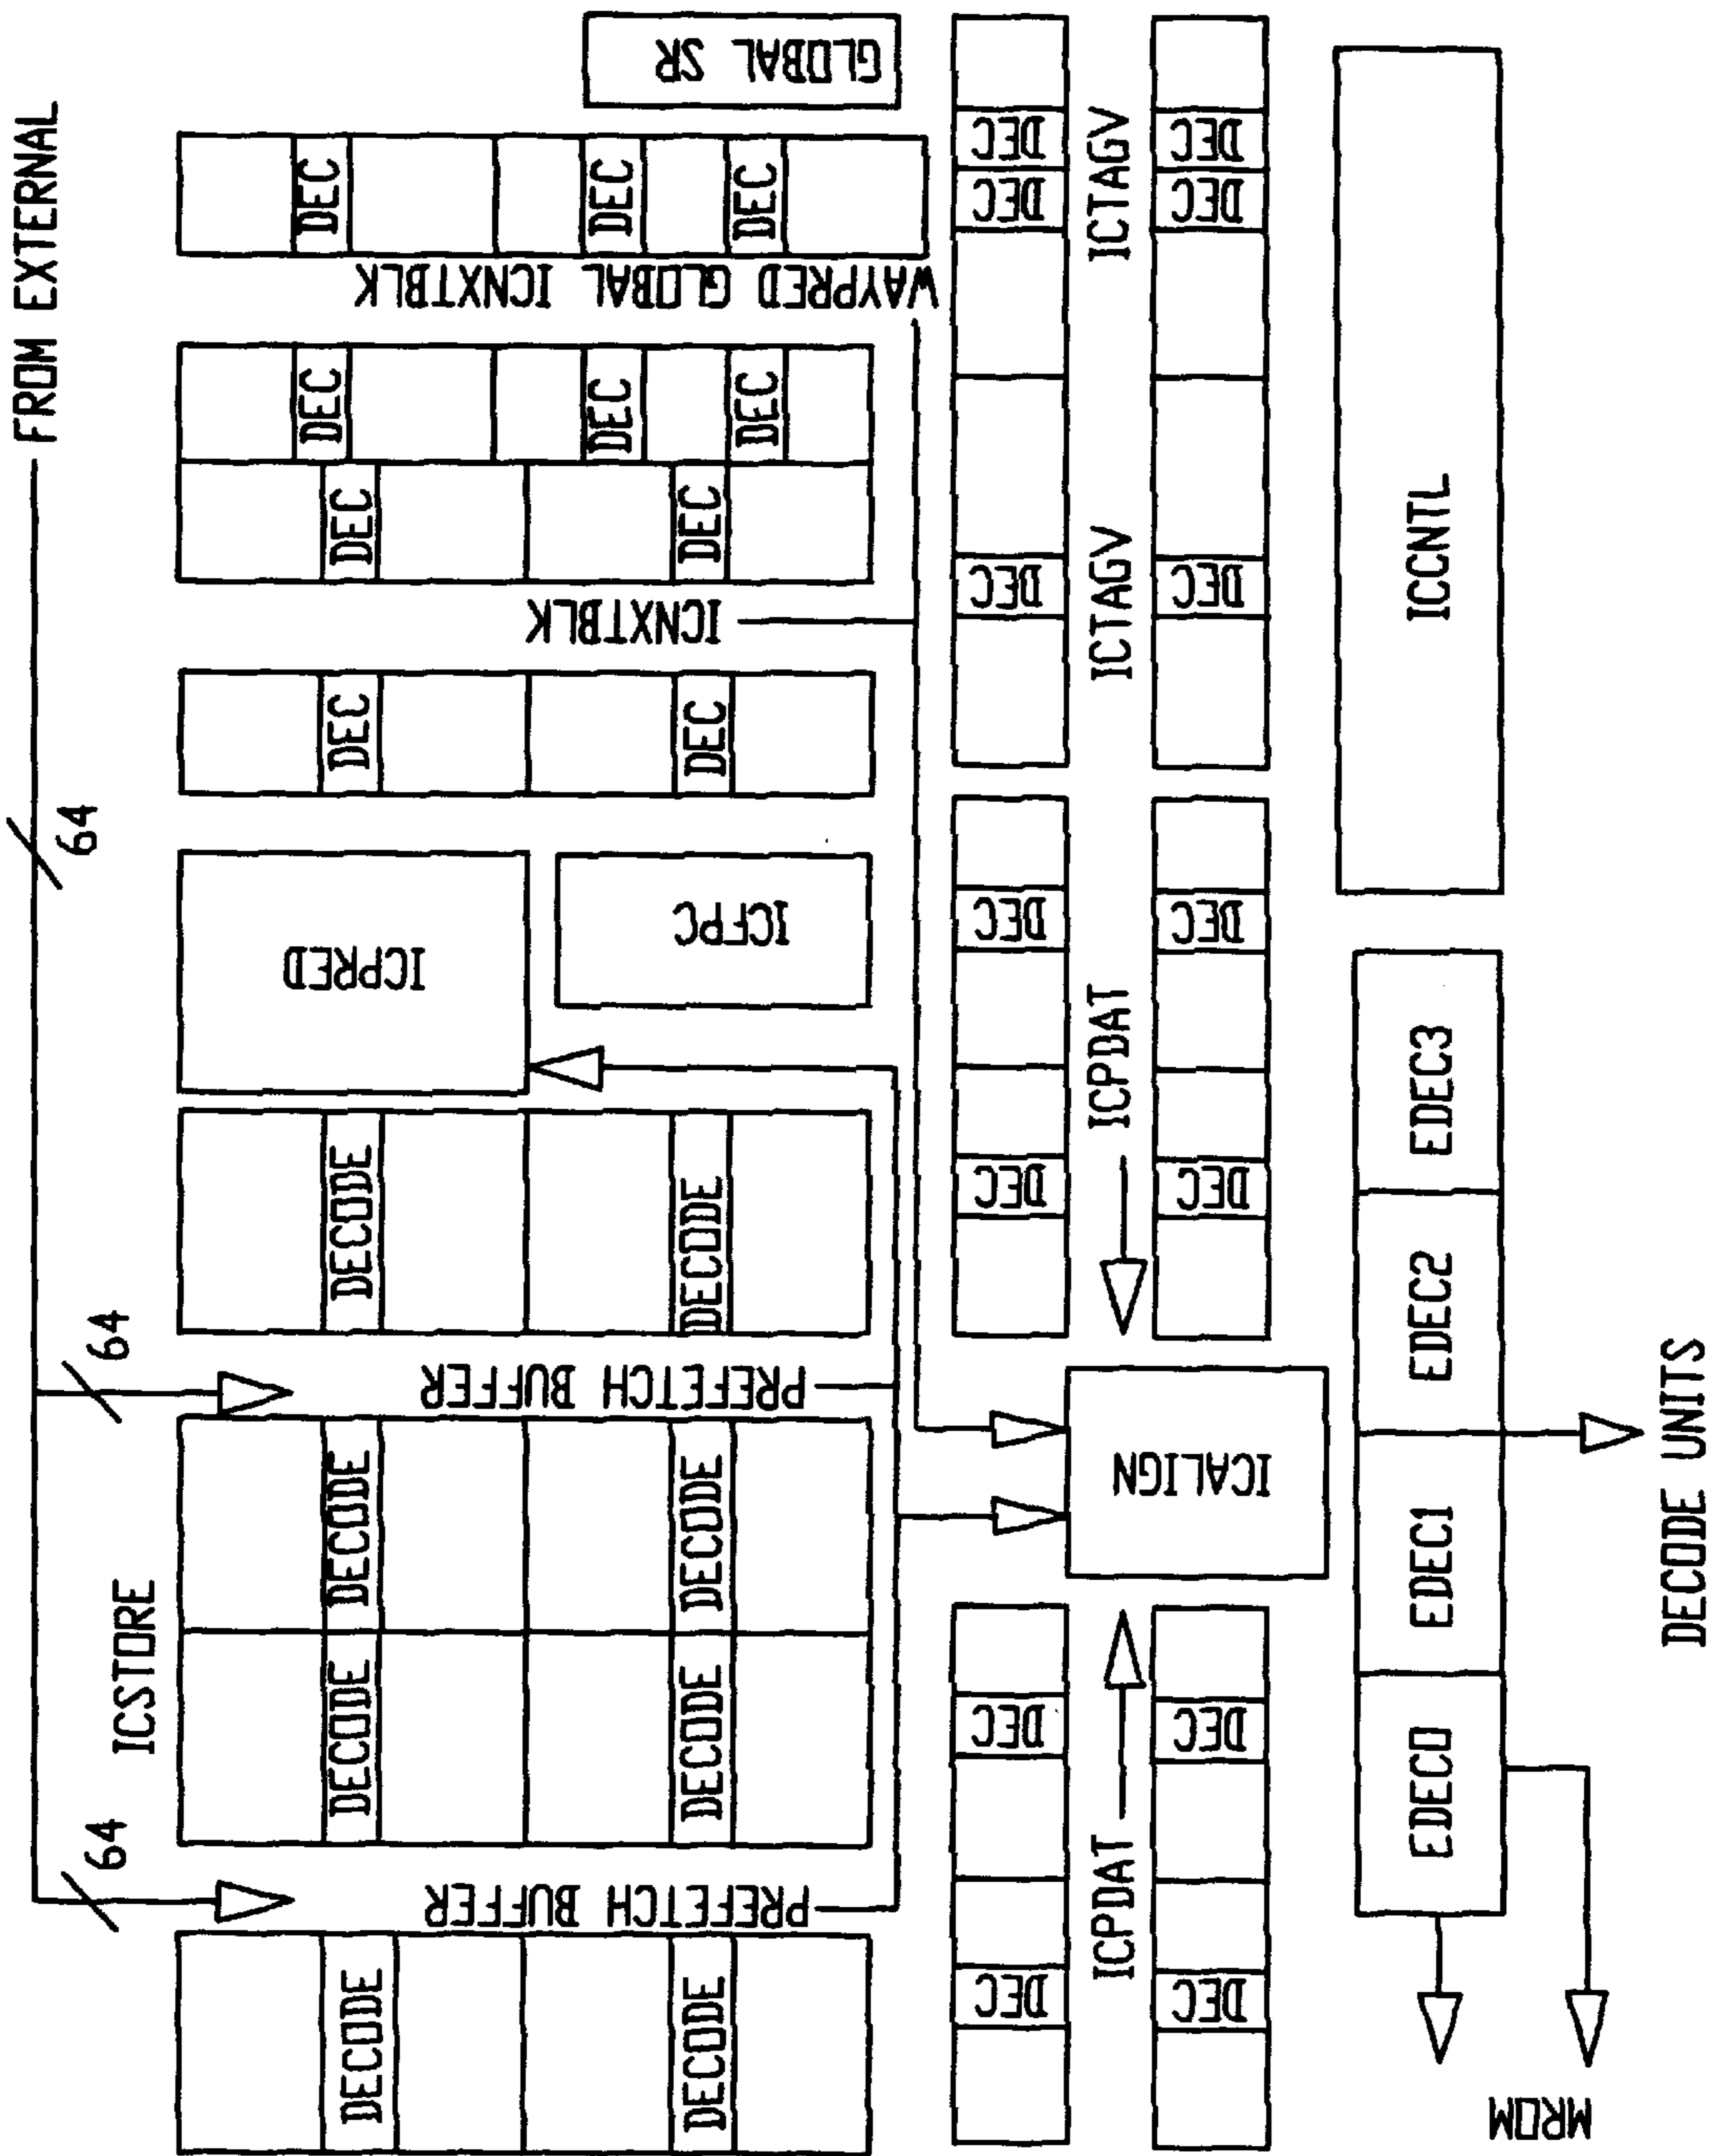 FROM EXTERNAL
64
64
64
ICSTORE
DECODE
DECODE
DECODE
DECODE
DEC
DEC
DEC
DEC
PREFETCH BUFFER
PREFETCH BUFFER
ICPRED
ICFPC
ICNXTBLK
WAYPRED GLOBAL ICNXTBLK
GLOBAL SR
DEC
DEC
DECODE
DECODE
DECODE
DECODE
DEC
DEC
DEC
DEC
DEC
DEC
DEC
DEC
DEC
DEC
DEC
ICPDAT
ICALIGN
ICPDAT
ICTAGV
ICTAGV
DEC
DEC
DEC
DEC
DEC
DEC
DEC
EDEC0
EDEC1
EDEC2
EDEC3
ICCNTL
MROM
DECODE UNITS